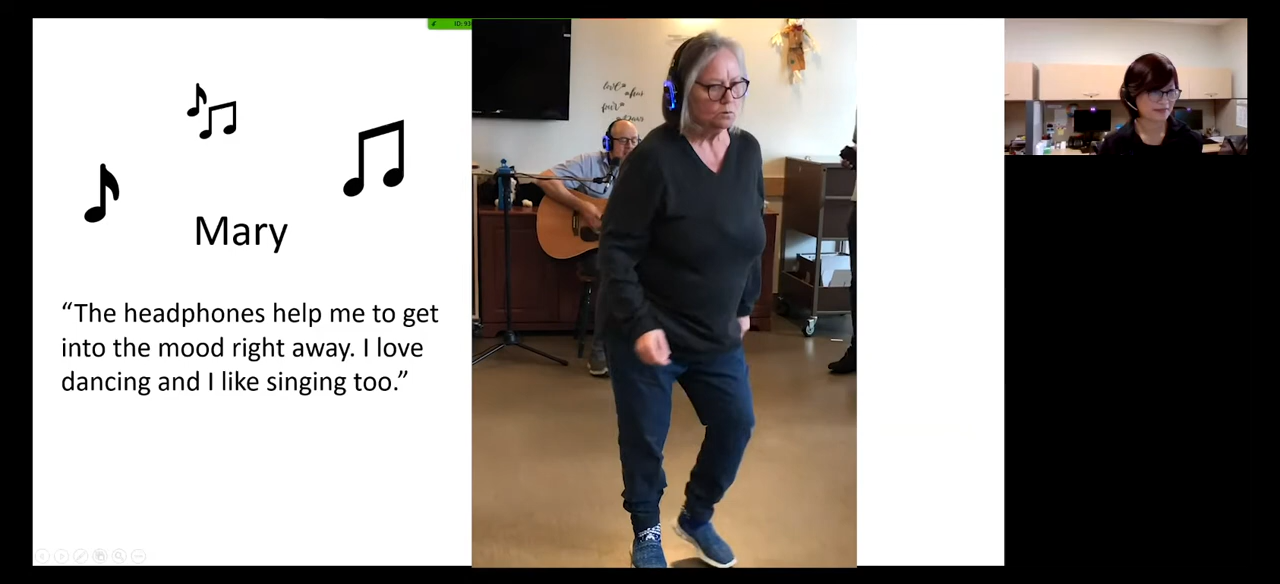 Mary
“The headphones help me to get
into the mood right away. I love
dancing and I like singing too.”